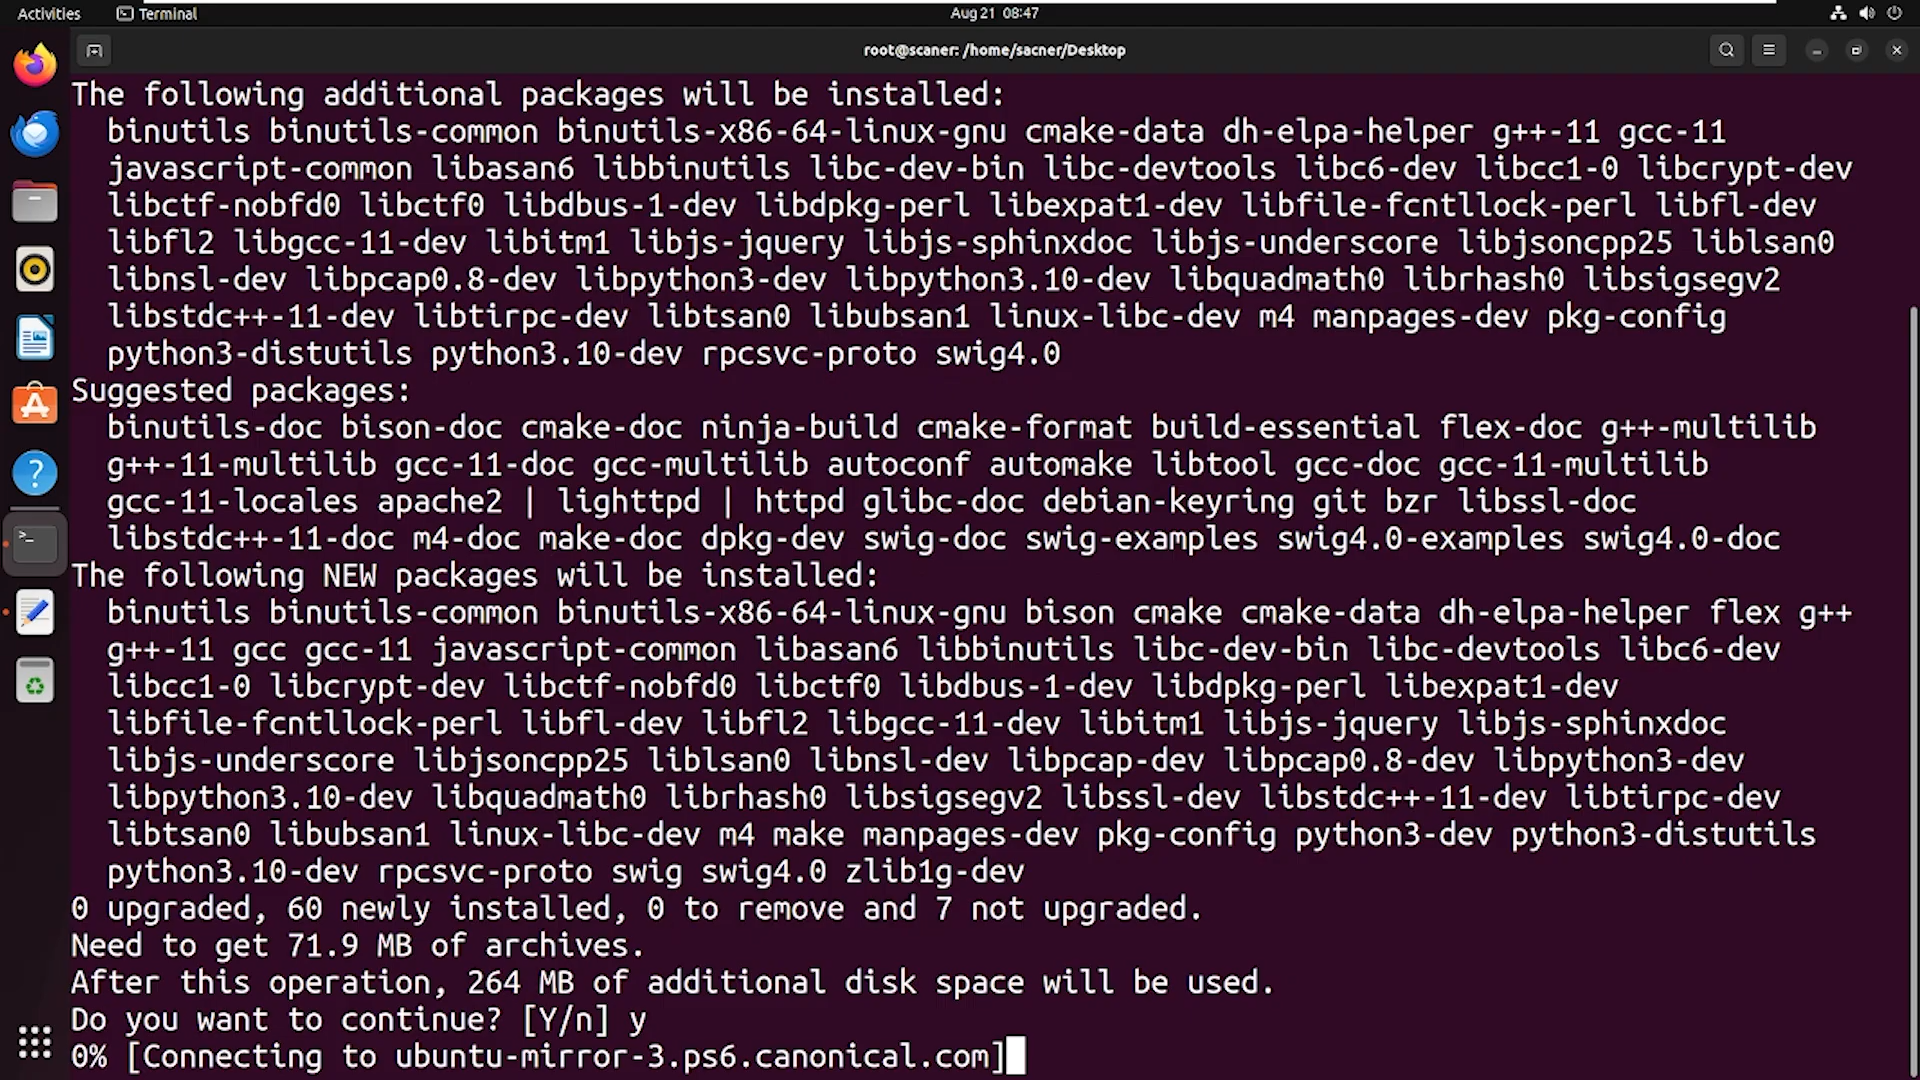 Activities Terminal Aug 21 08:47
root@scaner: /home/sacner/Desktop
The following additional packages will be installed:
binutils binutils-common binutils-x86-64-linux-gnu cmake-data dh-elpa-helper g++-11 gcc-11
javascript-common libasan6 libbinutils libc-dev-bin libc-devtools libc6-dev libcc1-0 libcrypt-dev
libctf-nobfd0 libctf0 libdbus-1-dev libdpkg-perl libexpat1-dev libfile-fcntllock-perl libfl-dev
libfl2 libgcc-11-dev libitm1 libjs-jquery libjs-sphinxdoc libjs-underscore libjsoncpp25 liblsan0
libnsl-dev libpcap0.8-dev libpython3-dev libpython3.10-dev libquadmath0 librhash0 libsigsegv2
libstdc++-11-dev libtirpc-dev libtsan0 libubsan1 linux-libc-dev m4 manpages-dev pkg-config
python3-distutils python3.10-dev rpcsvc-proto swig4.0
Suggested packages:
binutils-doc bison-doc cmake-doc ninja-build cmake-format build-essential flex-doc g++-multilib
g++-11-multilib gcc-11-doc gcc-multilib autoconf automake libtool gcc-doc gcc-11-multilib
gcc-11-locales apache2 | lighttpd | httpd glibc-doc debian-keyring git bzr libssl-doc
libstdc++-11-doc m4-doc make-doc dpkg-dev swig-doc swig-examples swig4.0-examples swig4.0-doc
The following NEW packages will be installed:
binutils binutils-common binutils-x86-64-linux-gnu bison cmake cmake-data dh-elpa-helper flex g++
g++-11 gcc gcc-11 javascript-common libasan6 libbinutils libc-dev-bin libc-devtools libc6-dev
libcc1-0 libcrypt-dev libctf-nobfd0 libctf0 libdbus-1-dev libdpkg-perl libexpat1-dev
libfile-fcntllock-perl libfl-dev libfl2 libgcc-11-dev libitm1 libjs-jquery libjs-sphinxdoc
libjs-underscore libjsoncpp25 liblsan0 libnsl-dev libpcap-dev libpcap0.8-dev libpython3-dev
libpython3.10-dev libquadmath0 librhash0 libsigsegv2 libssl-dev libstdc++-11-dev libtirpc-dev
libtsan0 libubsan1 linux-libc-dev m4 make manpages-dev pkg-config python3-dev python3-distutils
python3.10-dev rpcsvc-proto swig swig4.0 zlib1g-dev
0 upgraded, 60 newly installed, 0 to remove and 7 not upgraded.
Need to get 71.9 MB of archives.
After this operation, 264 MB of additional disk space will be used.
Do you want to continue? [Y/n] y
0% [Connecting to ubuntu-mirror-3.ps6.canonical.com]